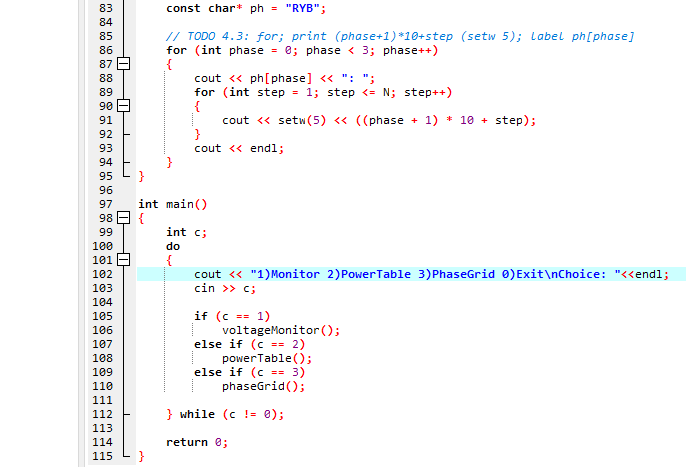 83 const char* ph = "RYB";
84
85 // TODO 4.3: for; print (phase+1)*10+step (setw 5); label ph[phase]
86 for (int phase = 0; phase < 3; phase++)
87 {
88 cout << ph[phase] << ": ";
89 for (int step = 1; step <= N; step++)
90 {
91 cout << setw(5) << ((phase + 1) * 10 + step);
92 }
93 cout << endl;
94 }
95 }
96
97 int main()
98 {
99 int c;
100 do
101 {
102 cout << "1)Monitor 2)PowerTable 3)PhaseGrid 0)Exit\nChoice: "<<endl;
103 cin >> c;
104
105 if (c == 1)
106 voltageMonitor();
107 else if (c == 2)
108 powerTable();
109 else if (c == 3)
110 phaseGrid();
111
112 } while (c != 0);
113
114 return 0;
115 }